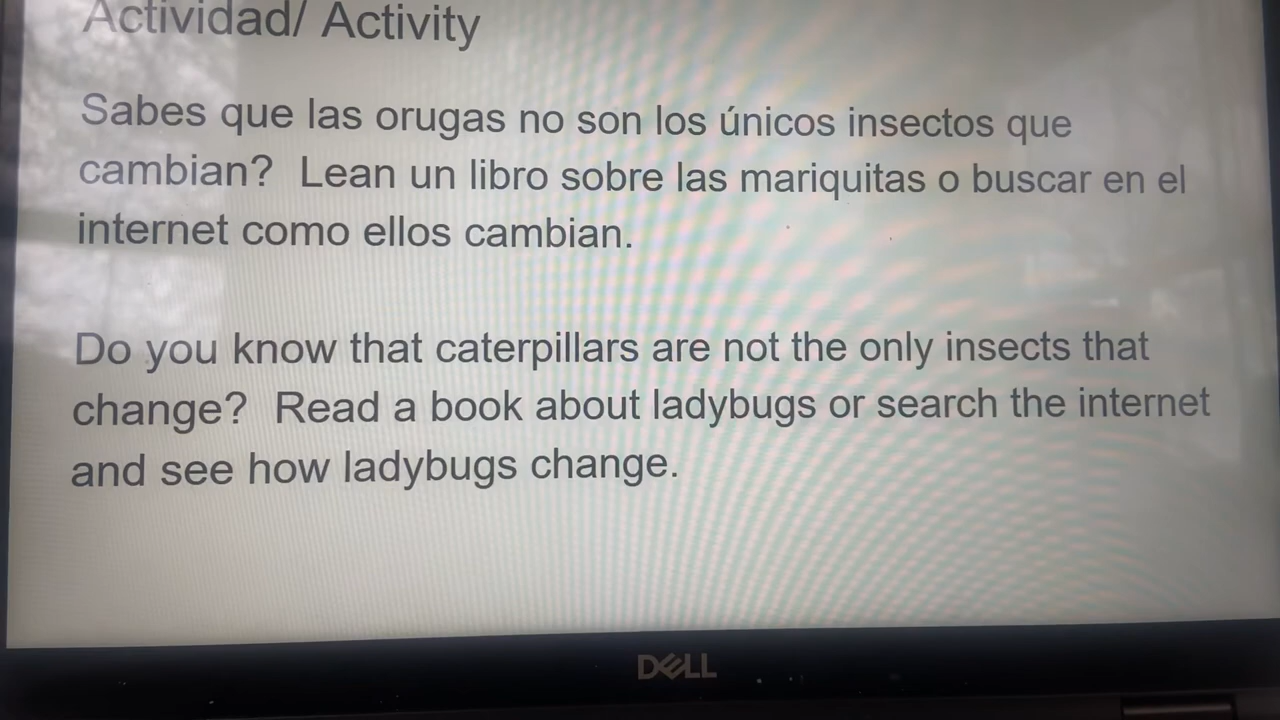 Actividad/ Activity
Sabes que las orugas no son los únicos insectos que
cambian? Lean un libro sobre las mariquitas o buscar en el
internet como ellos cambian.
Do you know that caterpillars are not the only insects that
change? Read a book about ladybugs or search the internet
and see how ladybugs change.
DELL